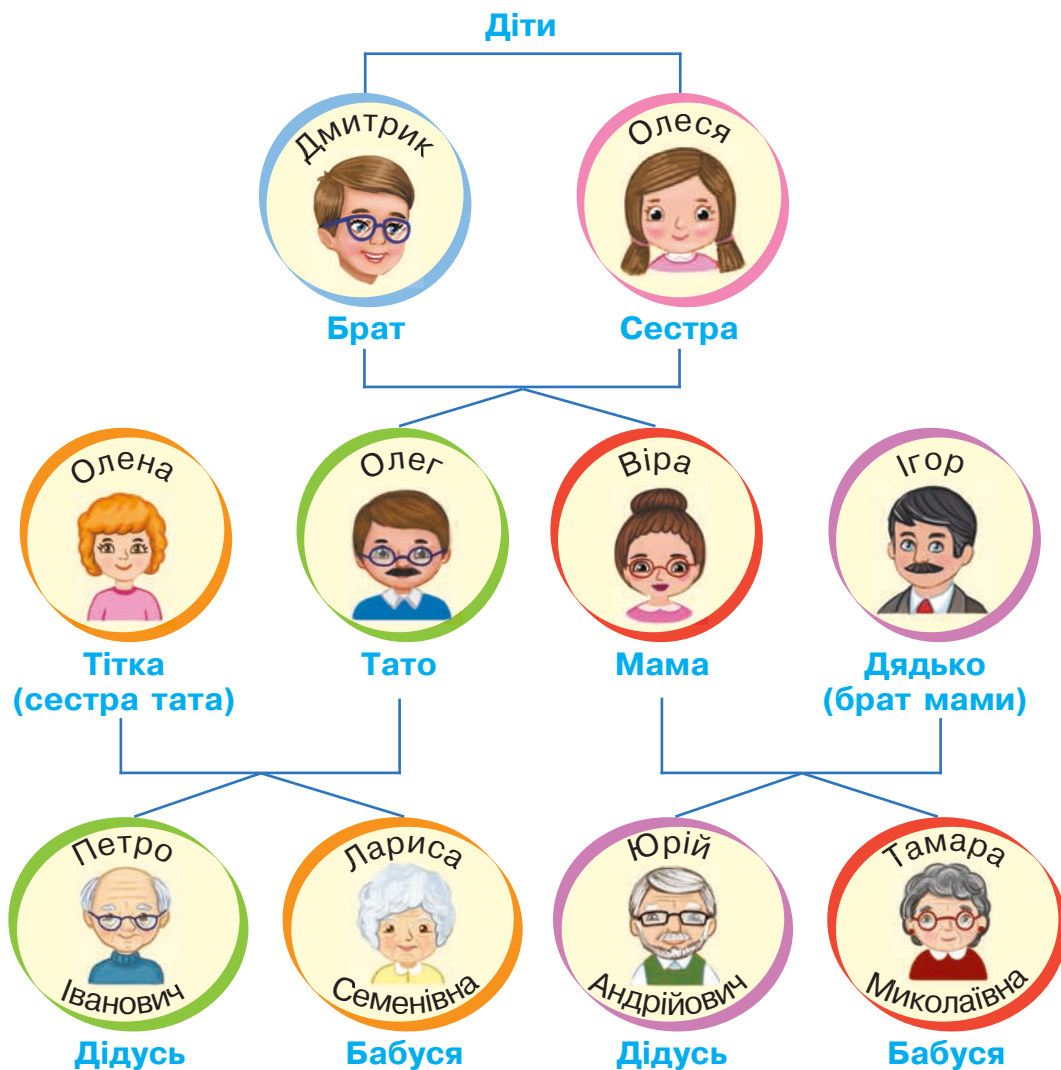 Діти
Дмитрик
Олеся
Брат
Сестра
Олена
Олег
Віра
Ігор
Тітка
(сестра тата)
Тато
Мама
Дядько
(брат мами)
Петро
Іванович
Лариса
Семенівна
Юрій
Андрійович
Тамара
Миколаївна
Дідусь
Бабуся
Дідусь
Бабуся